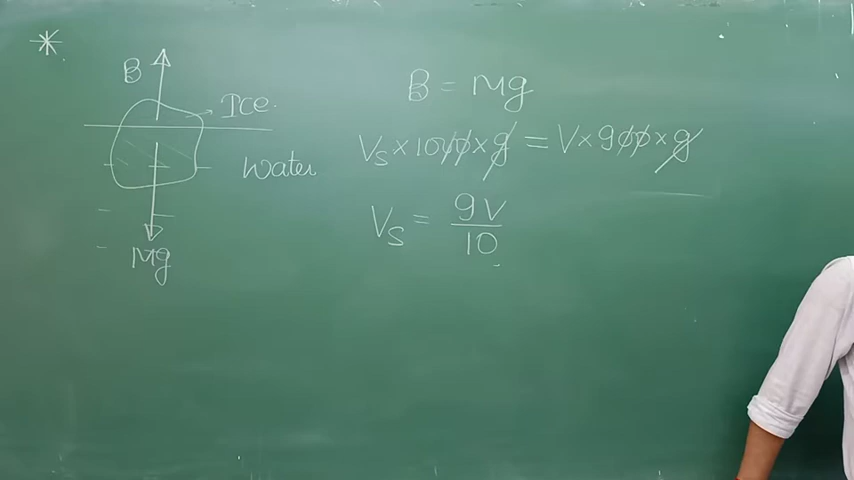 *
B
Ice.
Water
Mg
B = Mg
Vs × 1000 × g = V × 900 × g
Vs = 9V / 10